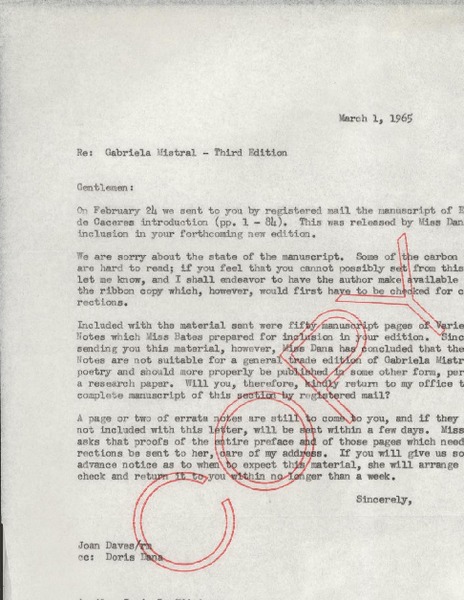 March 1, 1965
Re: Gabriela Mistral - Third Edition
Gentlemen:
On February 24 we sent to you by registered mail the manuscript of E
de Caceres introduction (pp. 1 - 84). This was released by Miss Dan
inclusion in your forthcoming new edition.
We are sorry about the state of the manuscript. Some of the carbon
are hard to read; if you feel that you cannot possibly set from this
let me know, and I shall endeavor to have the author make available
the ribbon copy which, however, would first have to be checked for c
rections.
Included with the material sent were fifty manuscript pages of Varie
Notes which Miss Bates prepared for inclusion in your edition. Sinc
sending you this material, however, Miss Dana has concluded that the
Notes are not suitable for a general trade edition of Gabriela Mistr
poetry and should more properly be published in some other form, per
a research paper. Will you, therefore, kindly return to my office t
complete manuscript of this section by registered mail?
A page or two of errata notes are still to come to you, and if they
not included with this letter, will be sent within a few days. Miss
asks that proofs of the entire preface and of those pages which need
rections be sent to her, care of my address. If you will give us so
advance notice as to when to expect this material, she will arrange
check and return it to you within no longer than a week.
Sincerely,
Joan Daves/rm
cc: Doris Dana
COPY